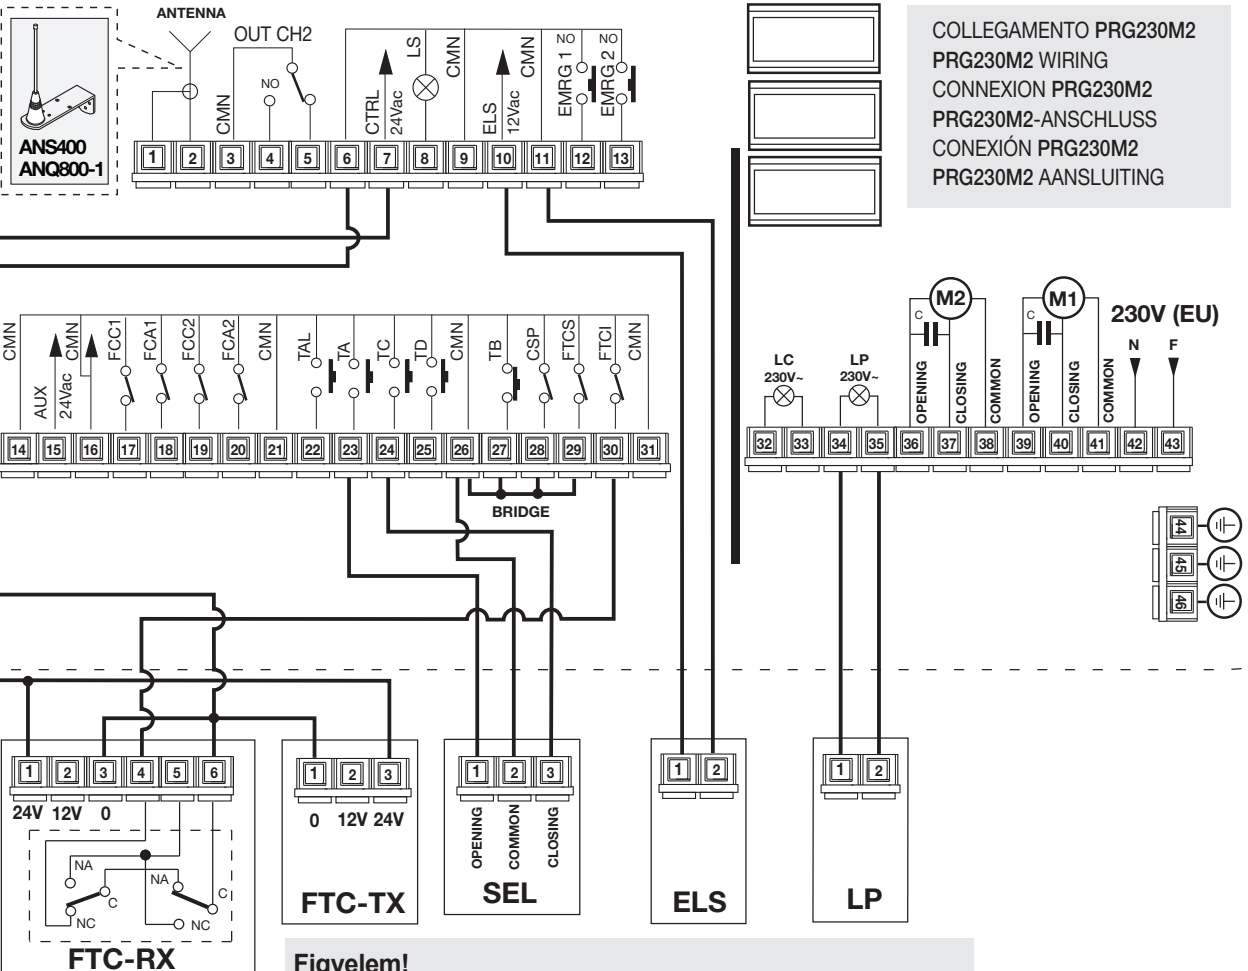 ANTENNA
OUT CH2
CMN
NO
CTRL
24Vac
LS
CMN
ELS
12Vac
CMN
NO
EMRG 1
NO
EMRG 2
ANS400
ANQ800-1
1 2 3 4 5 6 7 8 9 10 11 12 13
COLLEGAMENTO PRG230M2
PRG230M2 WIRING
CONNEXION PRG230M2
PRG230M2-ANSCHLUSS
CONEXIÓN PRG230M2
PRG230M2 AANSLUITING
CMN
AUX
24Vac
CMN
FCC1
FCA1
FCC2
FCA2
CMN
TAL
TA
TC
TD
CMN
TB
CSP
FTCS
FTCI
CMN
14 15 16 17 18 19 20 21 22 23 24 25 26 27 28 29 30 31
BRIDGE
LC
230V~
LP
230V~
M2
C
OPENING
CLOSING
COMMON
M1
C
OPENING
CLOSING
COMMON
230V (EU)
N F
32 33 34 35 36 37 38 39 40 41 42 43
44
45
46
1 2 3 4 5 6
24V 12V 0
NA
C
NC
NA
C
NC
FTC-RX
1 2 3
0 12V 24V
FTC-TX
1 2 3
OPENING
COMMON
CLOSING
SEL
1 2
ELS
1 2
LP
Figyelem!